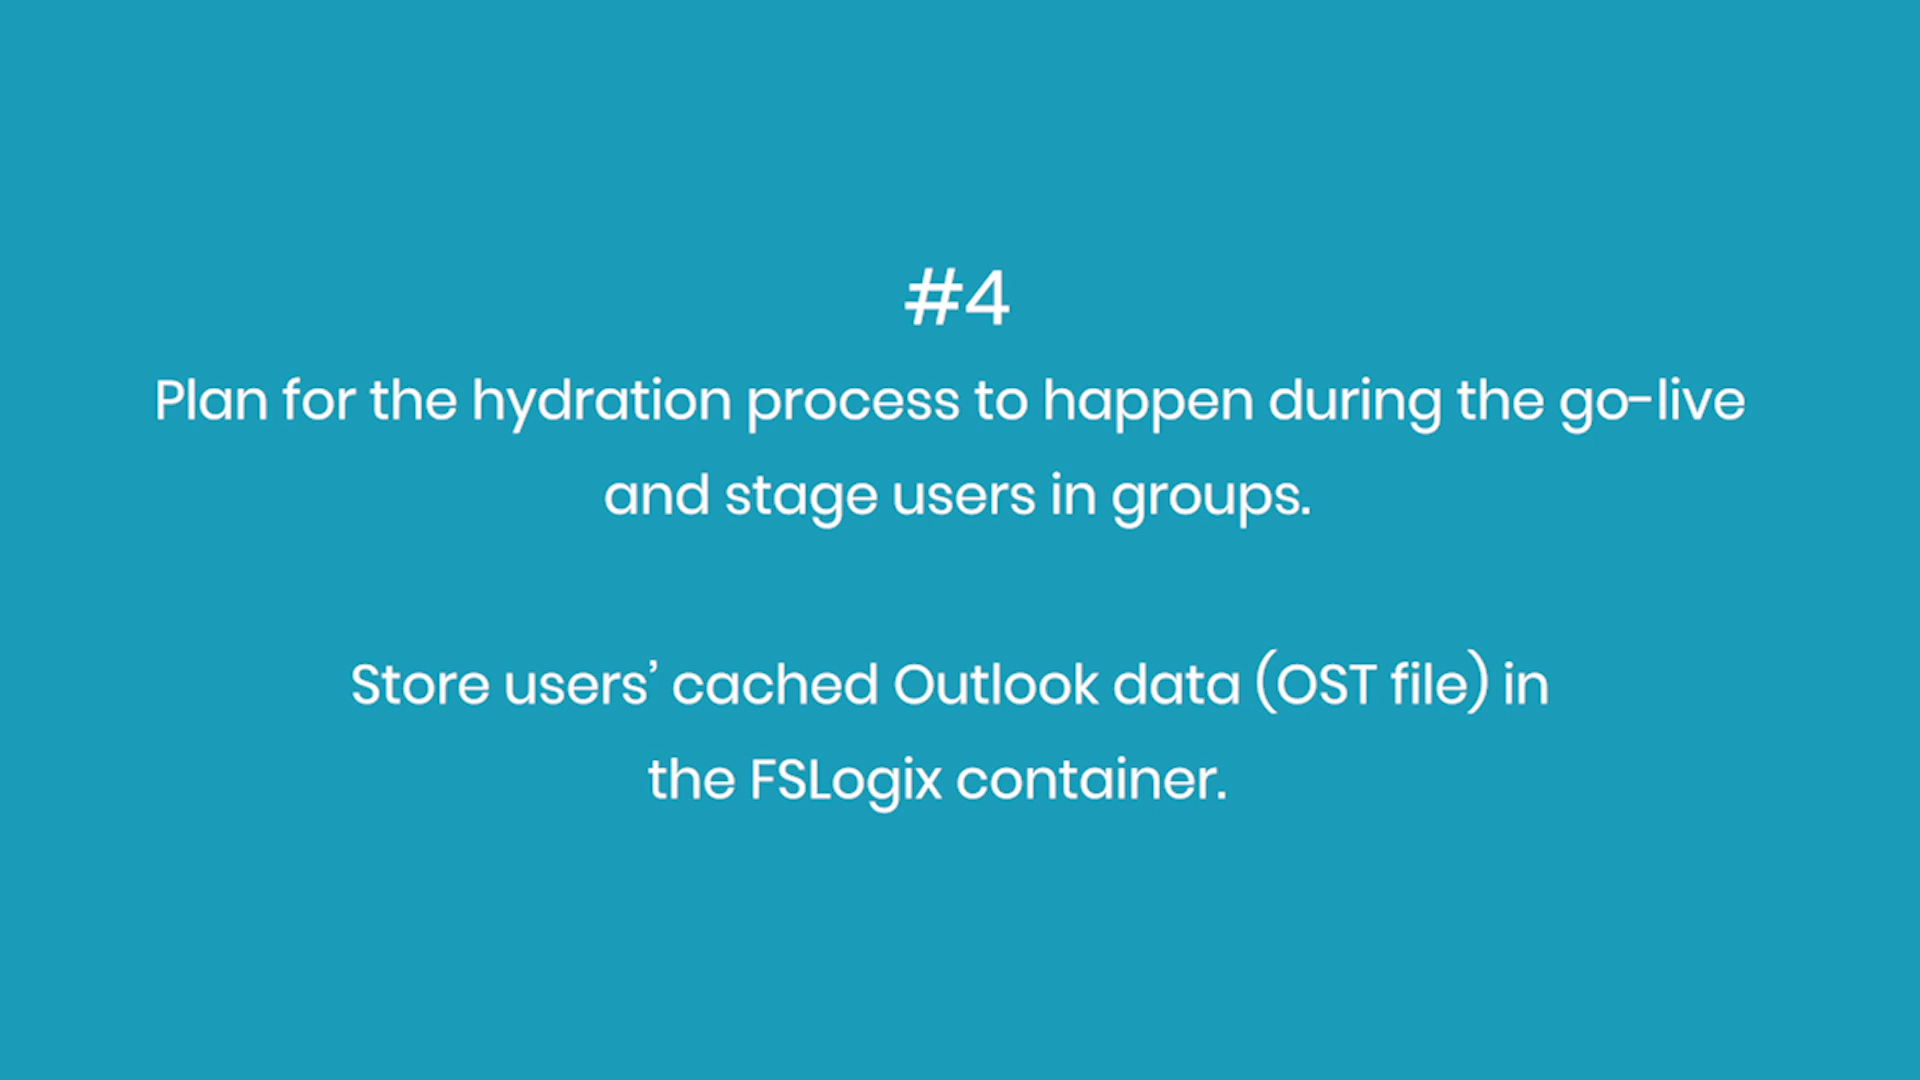 #4
Plan for the hydration process to happen during the go-live
and stage users in groups.
Store users’ cached Outlook data (OST file) in
the FSLogix container.